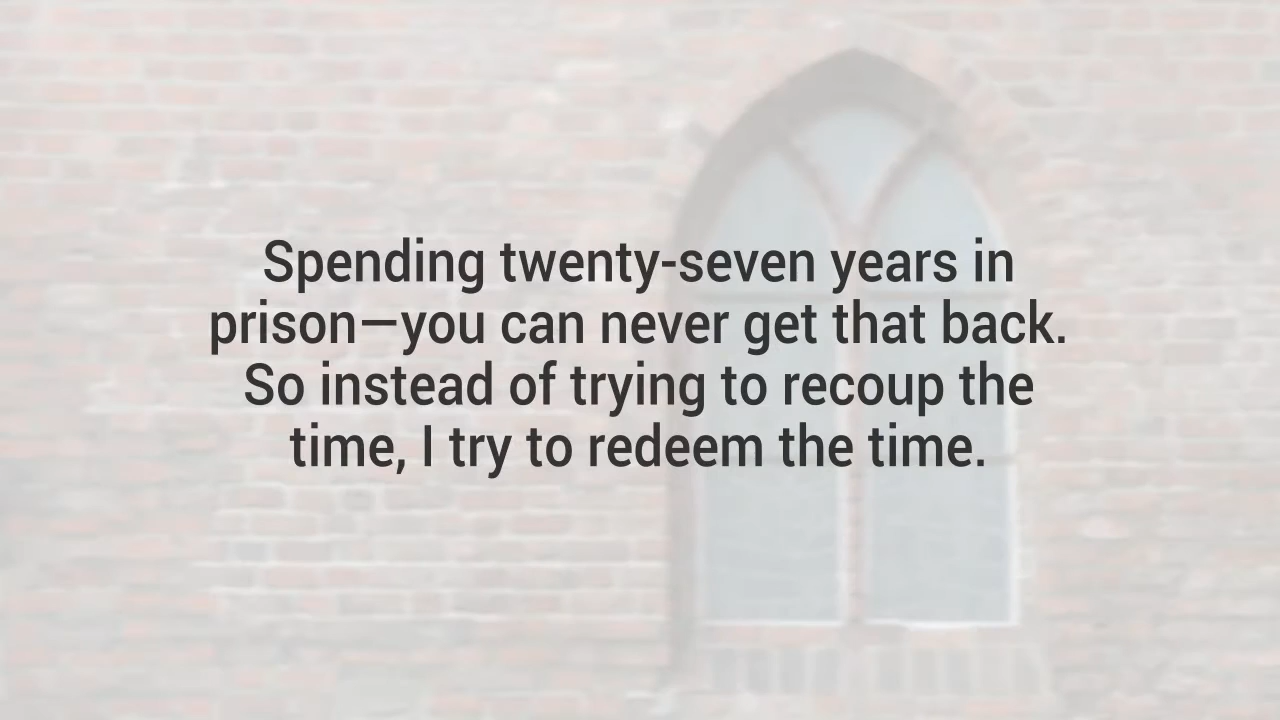 Spending twenty-seven years in
prison—you can never get that back.
So instead of trying to recoup the
time, I try to redeem the time.